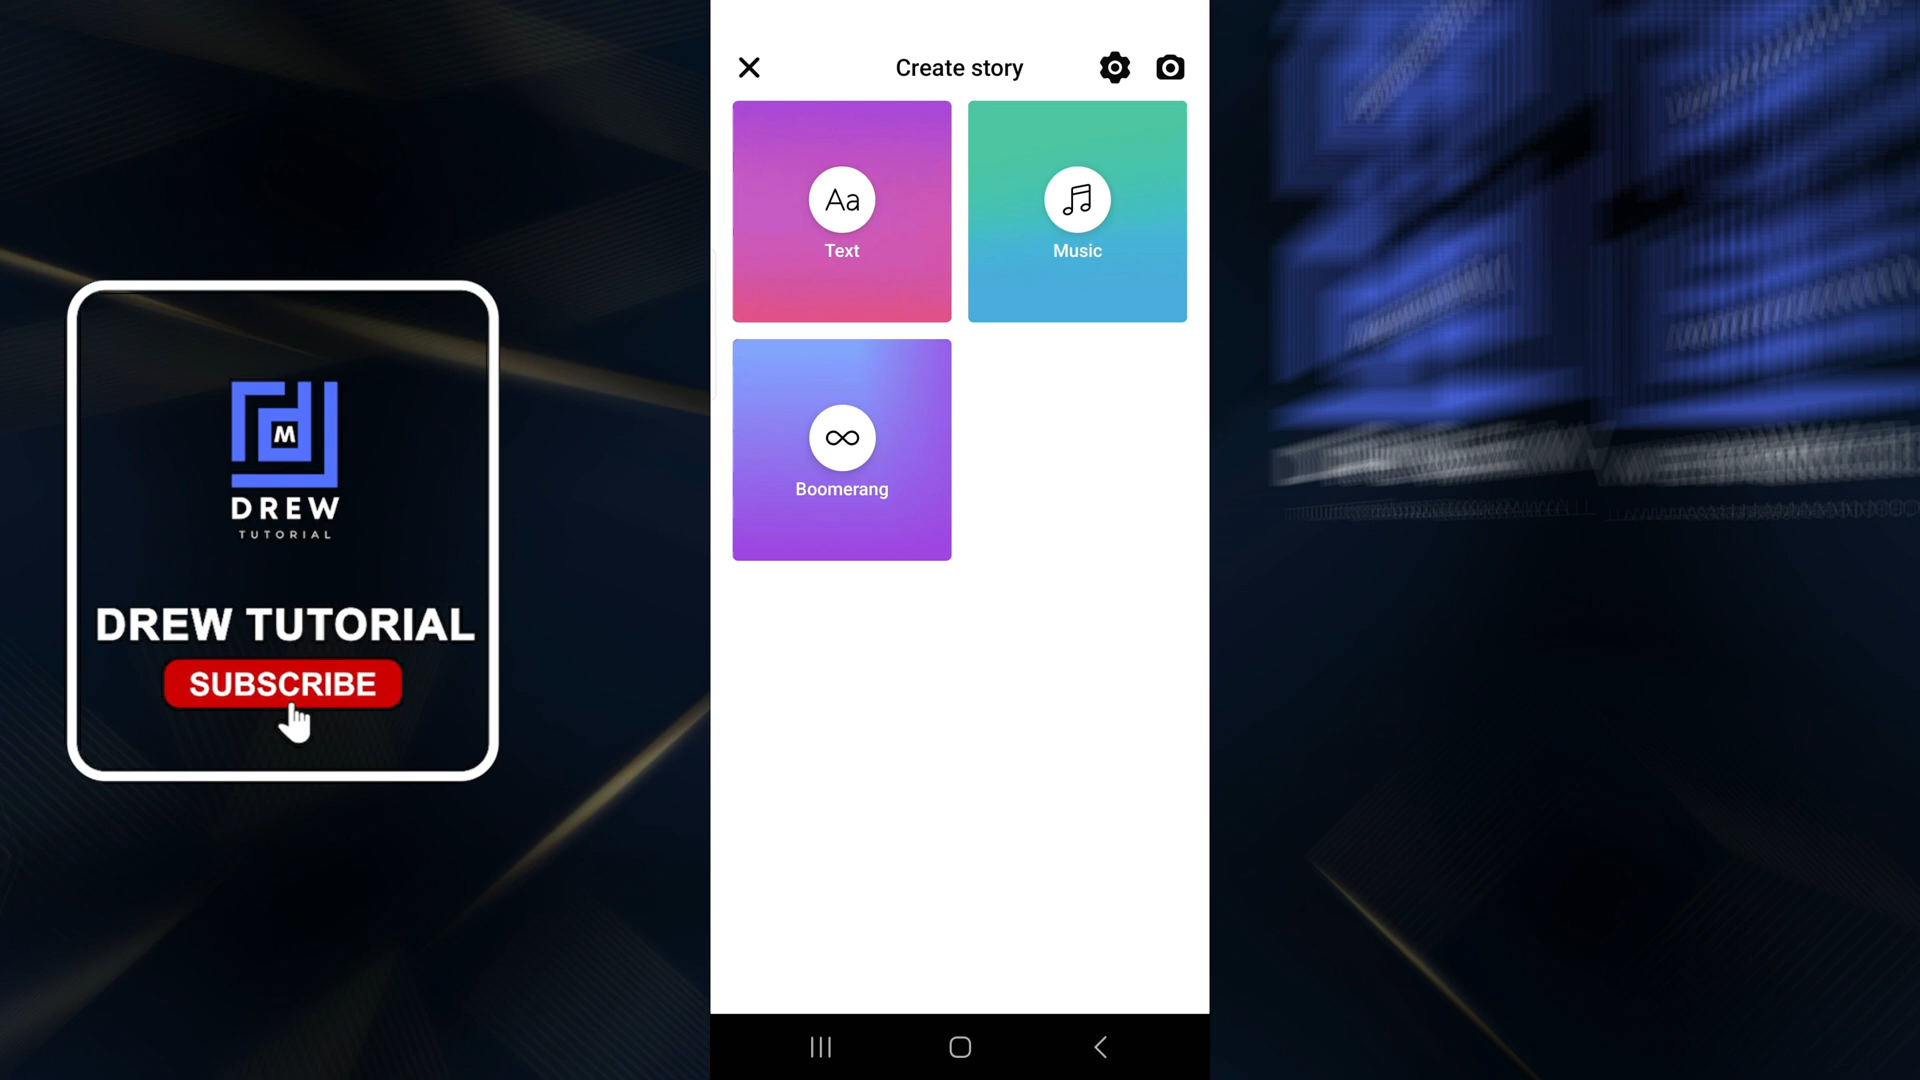 Create story
Aa
Text
Music
Boomerang
M
DREW
TUTORIAL
DREW TUTORIAL
SUBSCRIBE